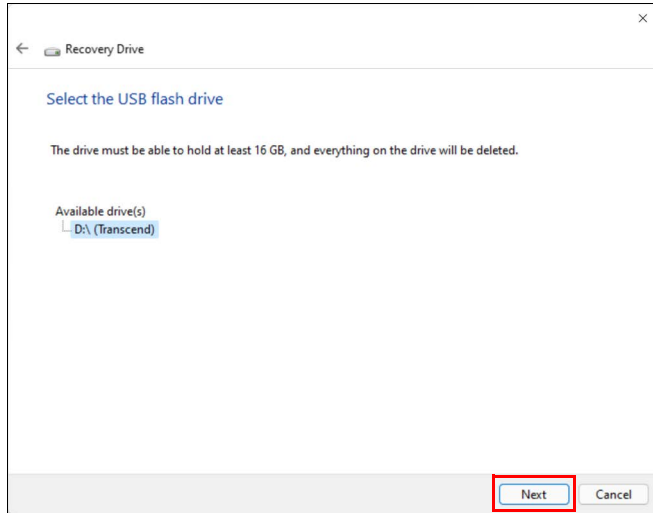 Recovery Drive
Select the USB flash drive
The drive must be able to hold at least 16 GB, and everything on the drive will be deleted.
Available drive(s)
D:\ (Transcend)
Next Cancel